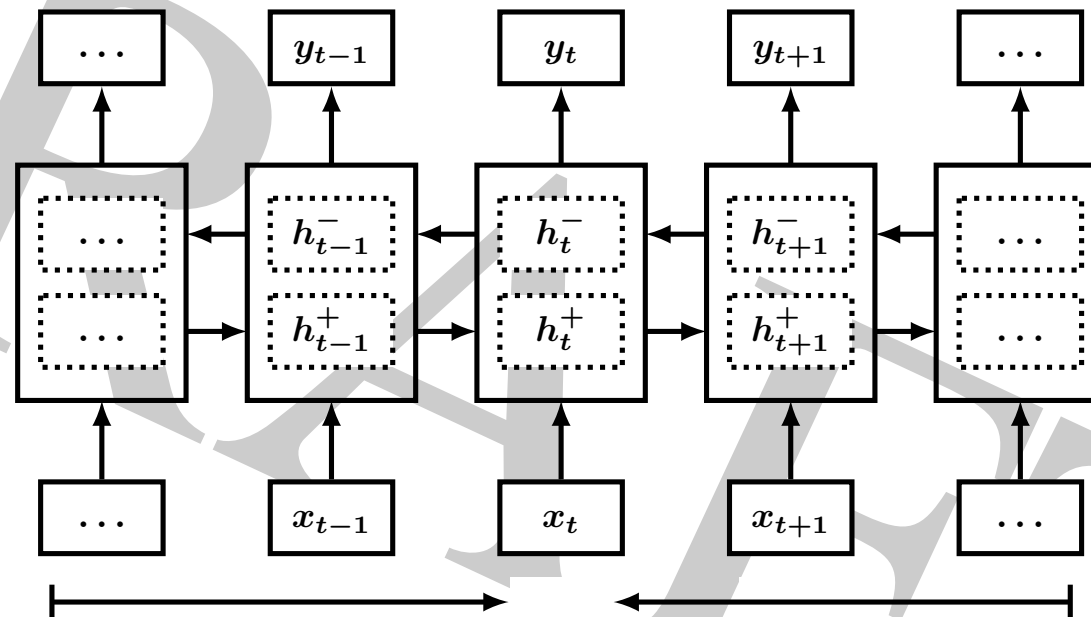 ... y_{t−1} y_t y_{t+1} ...
... h^−_{t−1} h^−_t h^−_{t+1} ...
... h^+_{t−1} h^+_t h^+_{t+1} ...
... x_{t−1} x_t x_{t+1} ...